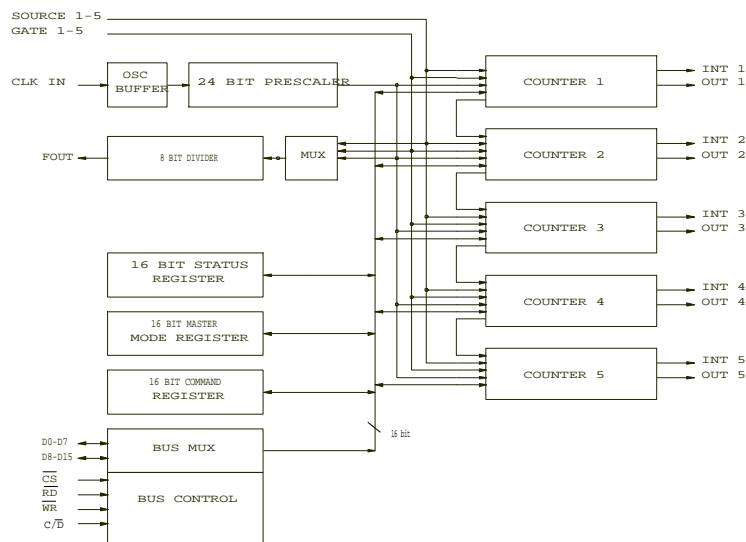 SOURCE 1-5
GATE 1-5
CLK IN
OSC
BUFFER
24 BIT PRESCALER
COUNTER 1
INT 1
OUT 1
FOUT
8 BIT DIVIDER
MUX
COUNTER 2
INT 2
OUT 2
COUNTER 3
INT 3
OUT 3
16 BIT STATUS
REGISTER
COUNTER 4
INT 4
OUT 4
16 BIT MASTER
MODE REGISTER
COUNTER 5
INT 5
OUT 5
16 BIT COMMAND
REGISTER
16 bit
D0-D7
D8-D15
BUS MUX
CS
RD
WR
C/D
BUS CONTROL